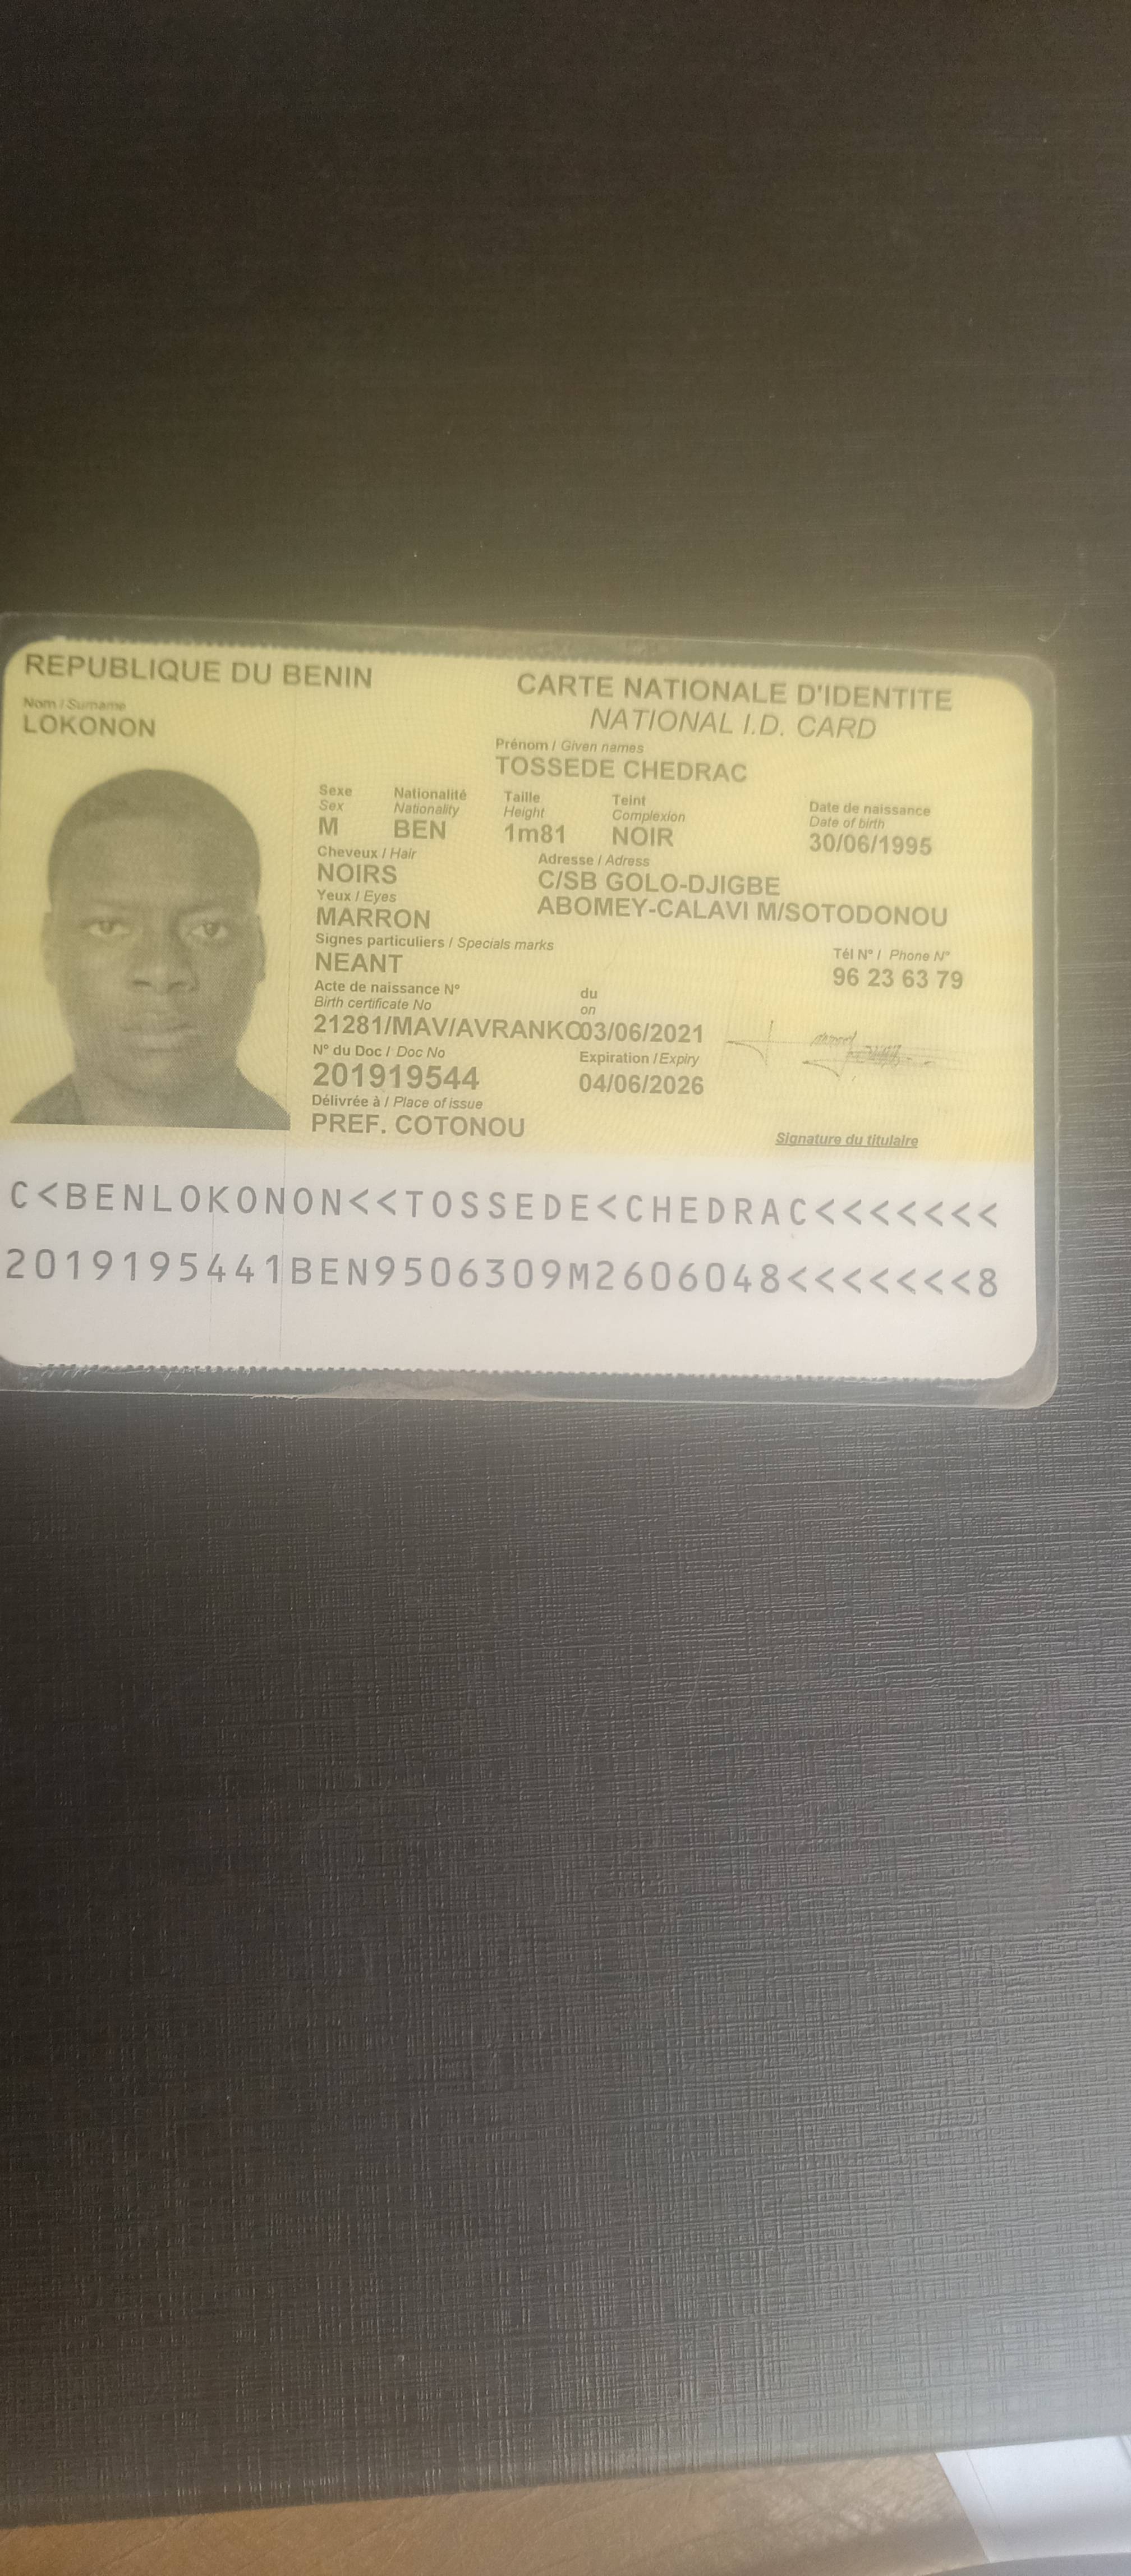 REPUBLIQUE DU BENIN
CARTE NATIONALE D'IDENTITE
NATIONAL I.D. CARD
Nom / Surname
LOKONON
Prénom / Given names
TOSSEDE CHEDRAC
Sexe Nationalité Taille Teint Date de naissance
Sex Nationality Height Complexion Date of birth
M BEN 1m81 NOIR 30/06/1995
Cheveux / Hair Adresse / Adress
NOIRS C/SB GOLO-DJIGBE
Yeux / Eyes
MARRON ABOMEY-CALAVI M/SOTODONOU
Signes particuliers / Specials marks Tél N° / Phone N°
NEANT 96 23 63 79
Acte de naissance N° du
Birth certificate No on
21281/MAV/AVRANKO03/06/2021
N° du Doc / Doc No Expiration / Expiry
201919544 04/06/2026
Délivrée à / Place of issue
PREF. COTONOU
Signature du titulaire
C<BENLOKONON<<TOSSEDE<CHEDRAC<<<<<<<
2019195441BEN9506309M2606048<<<<<<<8